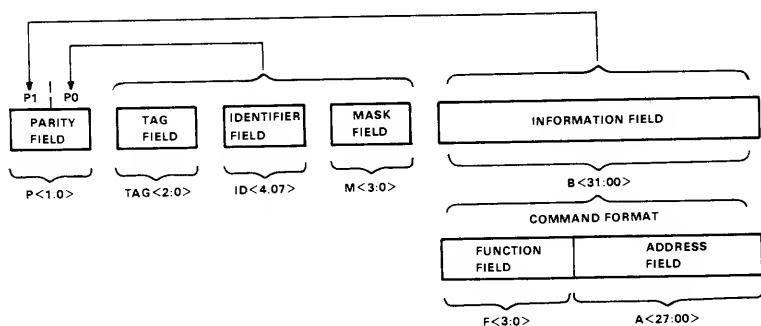 P1 P0
PARITY FIELD
TAG FIELD
IDENTIFIER FIELD
MASK FIELD
INFORMATION FIELD
P<1:0>
TAG<2:0>
ID<4.07>
M<3:0>
B<31:00>
COMMAND FORMAT
FUNCTION FIELD
ADDRESS FIELD
F<3:0>
A<27:00>